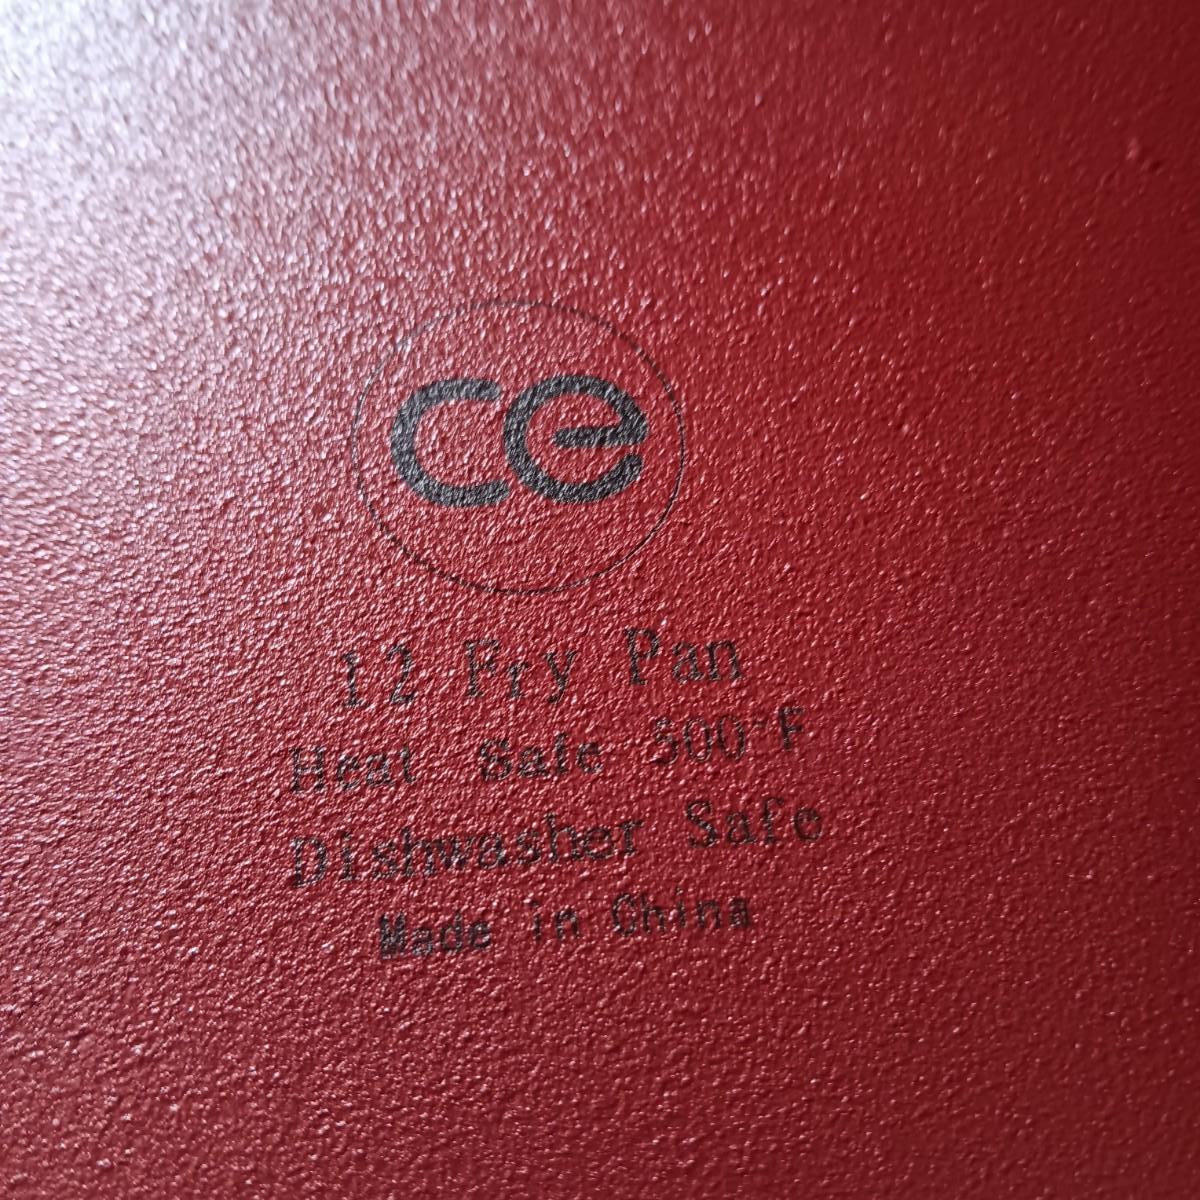 ce
12 Fry Pan
Heat Safe 500°F
Dishwasher Safe
Made in China